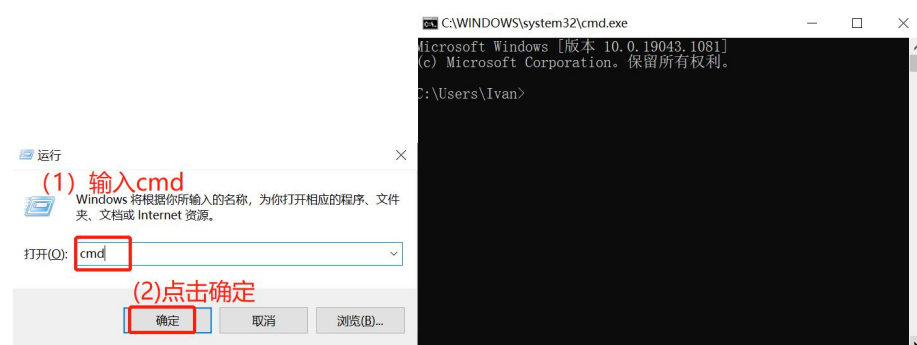 C:\WINDOWS\system32\cmd.exe
Microsoft Windows [版本 10.0.19043.1081]
(c) Microsoft Corporation。保留所有权利。
C:\Users\Ivan>
运行
(1) 输入cmd
Windows 将根据你所输入的名称，为你打开相应的程序、文件
夹、文档或 Internet 资源。
打开(O): cmd
(2)点击确定
确定 取消 浏览(B)...